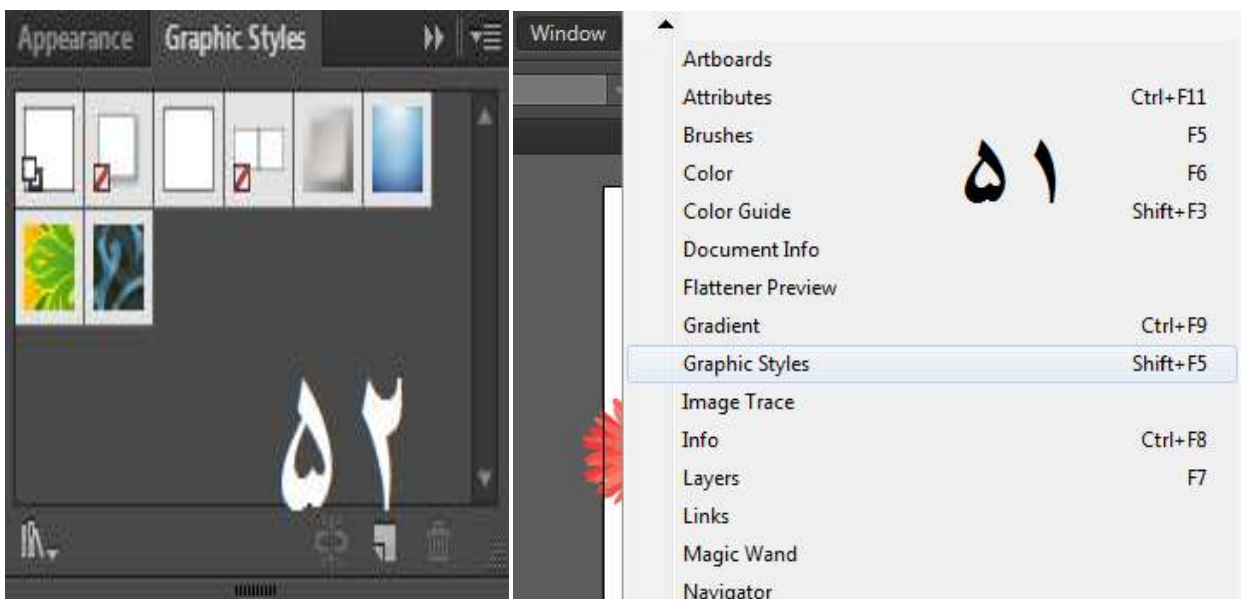 Appearance Graphic Styles
۵۲
Window
Artboards
Attributes Ctrl+F11
Brushes F5
Color F6
Color Guide Shift+F3
۵۱
Document Info
Flattener Preview
Gradient Ctrl+F9
Graphic Styles Shift+F5
Image Trace
Info Ctrl+F8
Layers F7
Links
Magic Wand
Navigator